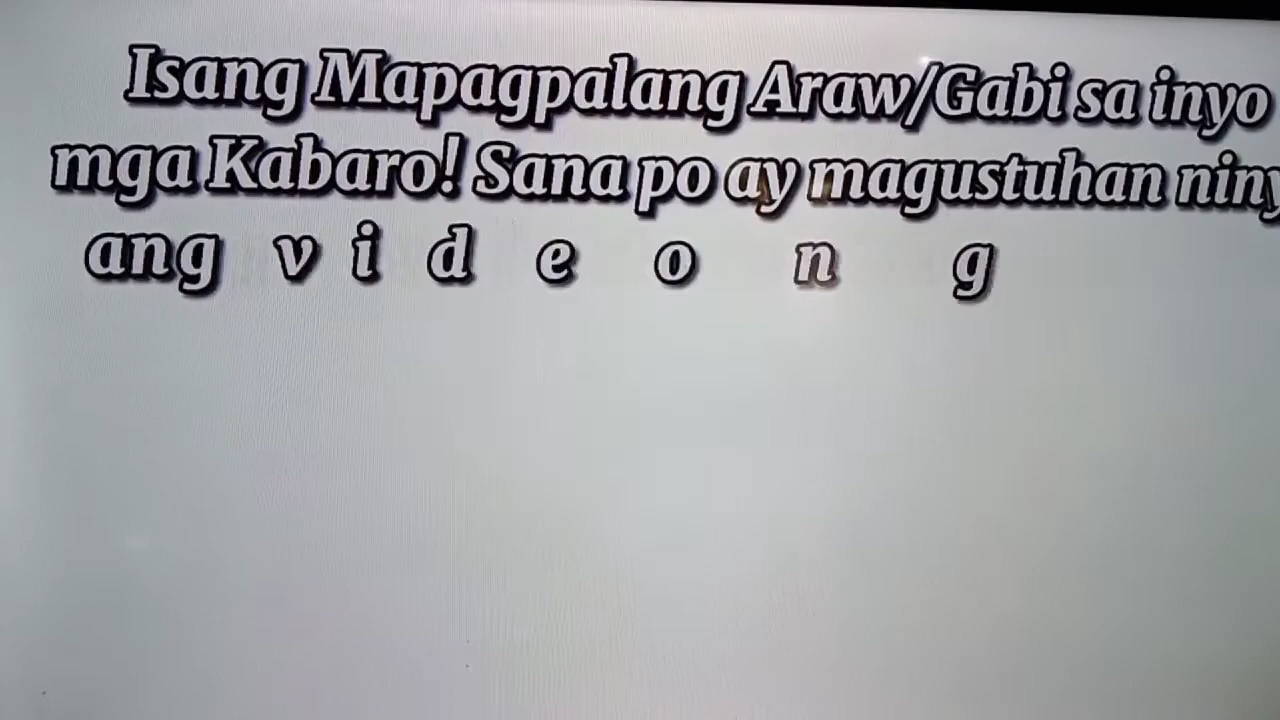 Isang Mapagpalang Araw/Gabi sa inyo
mga Kabaro! Sana po ay magustuhan niny
ang v i d e o n g